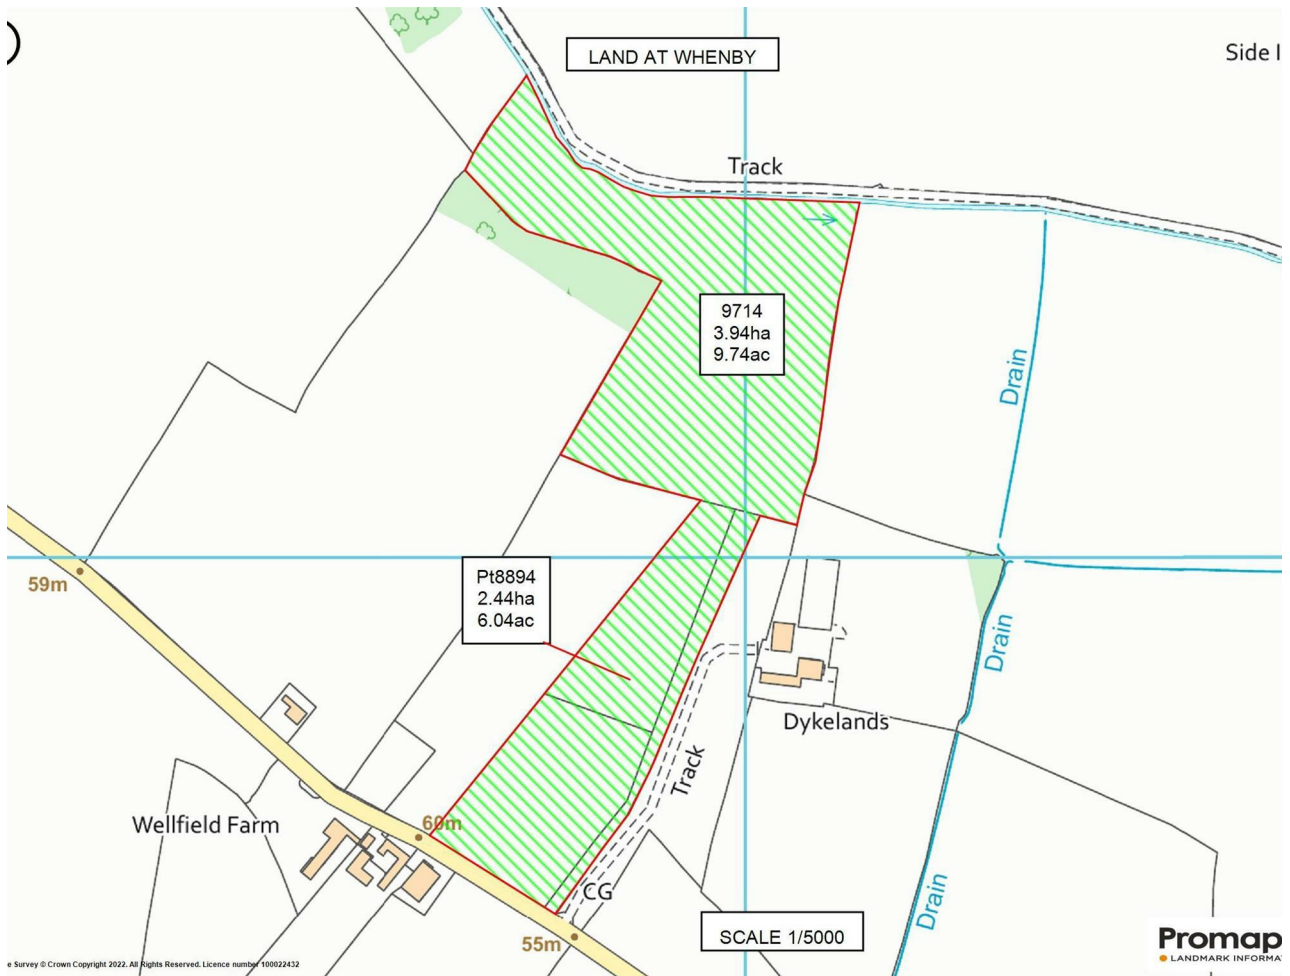 LAND AT WHENBY
Side
Track
9714
3.94ha
9.74ac
Drain
59m
Pt8894
2.44ha
6.04ac
Drain
Dykelands
Track
Wellfield Farm
60m
CG
Drain
SCALE 1/5000
55m
Promap
LANDMARK INFORMAT
e Survey © Crown Copyright 2022. All Rights Reserved. Licence number 100022432